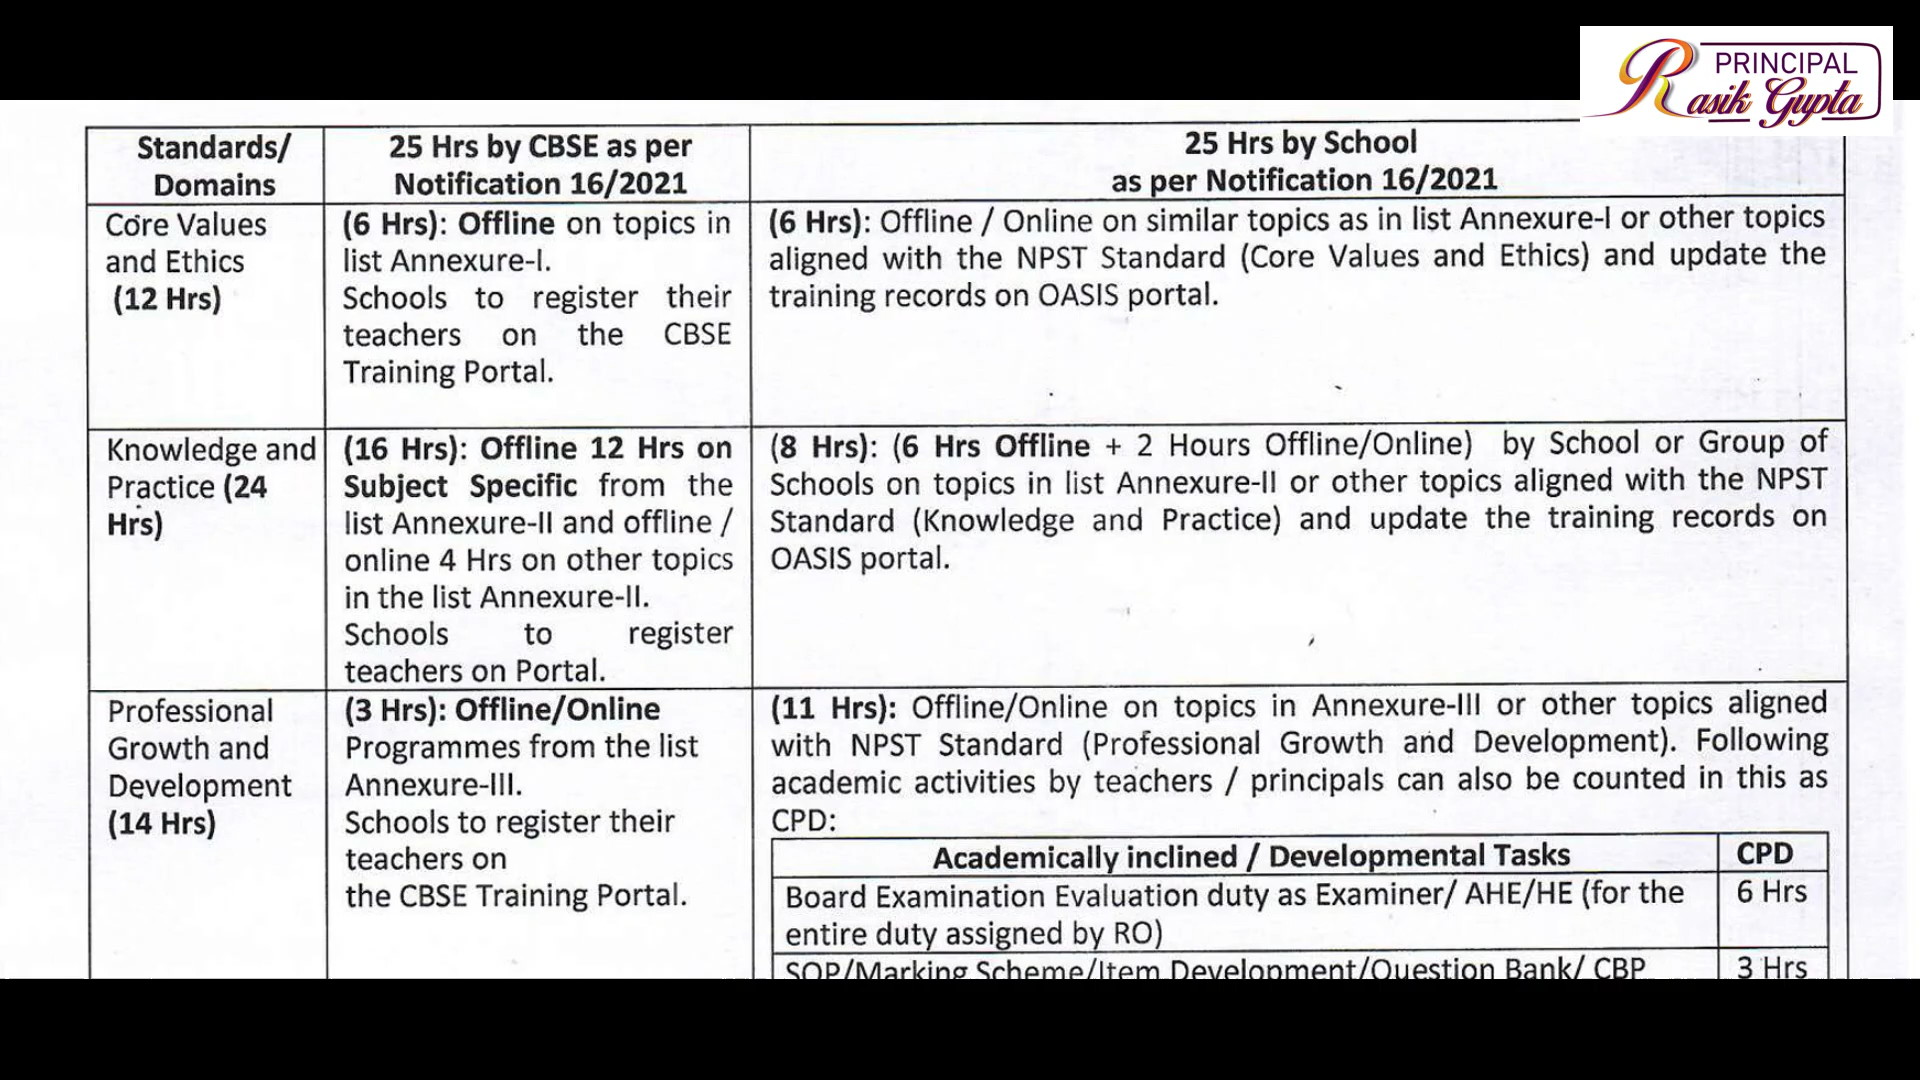 PRINCIPAL
Rasik Gupta
Standards/
Domains
25 Hrs by CBSE as per
Notification 16/2021
25 Hrs by School
as per Notification 16/2021
Core Values
and Ethics
(12 Hrs)
(6 Hrs): Offline on topics in
list Annexure-I.
Schools to register their
teachers on the CBSE
Training Portal.
(6 Hrs): Offline / Online on similar topics as in list Annexure-I or other topics
aligned with the NPST Standard (Core Values and Ethics) and update the
training records on OASIS portal.
Knowledge and
Practice (24
Hrs)
(16 Hrs): Offline 12 Hrs on
Subject Specific from the
list Annexure-II and offline /
online 4 Hrs on other topics
in the list Annexure-II.
Schools to register
teachers on Portal.
(8 Hrs): (6 Hrs Offline + 2 Hours Offline/Online) by School or Group of
Schools on topics in list Annexure-II or other topics aligned with the NPST
Standard (Knowledge and Practice) and update the training records on
OASIS portal.
Professional
Growth and
Development
(14 Hrs)
(3 Hrs): Offline/Online
Programmes from the list
Annexure-III.
Schools to register their
teachers on
the CBSE Training Portal.
(11 Hrs): Offline/Online on topics in Annexure-III or other topics aligned
with NPST Standard (Professional Growth and Development). Following
academic activities by teachers / principals can also be counted in this as
CPD:
Academically inclined / Developmental Tasks
CPD
Board Examination Evaluation duty as Examiner/ AHE/HE (for the
entire duty assigned by RO)
6 Hrs
SOP/Marking Scheme/Item Development/Question Bank/ CBP
3 Hrs